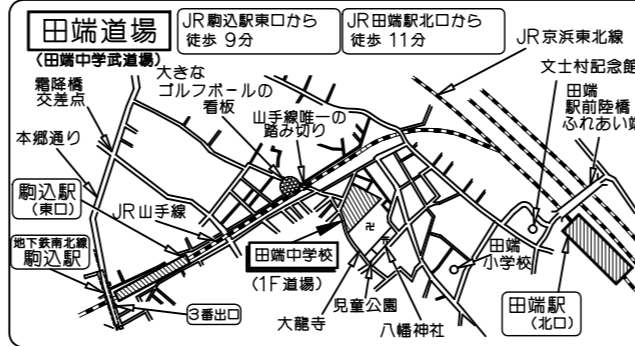 田端道場
(田端中学武道場)
JR駒込駅東口から
徒歩 9分
JR田端駅北口から
徒歩 11分
JR京浜東北線
文士村記念館
田端
駅前陸橋
ふれあい
霜降橋
交差点
大きな
ゴルフボールの
看板
山手線唯一の
踏み切り
本郷通り
駒込駅
(東口)
JR山手線
地下鉄南北線
駒込駅
3番出口
田端中学校
(1F道場)
卍
大龍寺
児童公園
八幡神社
田端
小学校
田端駅
(北口)